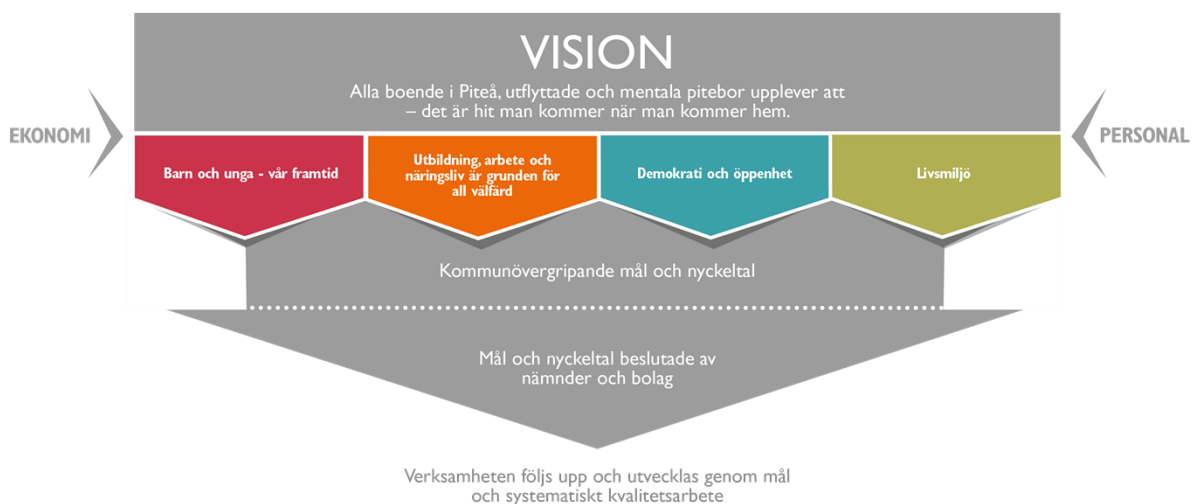 VISION
Alla boende i Piteå, utflyttade och mentala pitebor upplever att
– det är hit man kommer när man kommer hem.
EKONOMI
PERSONAL
Barn och unga - vår framtid
Utbildning, arbete och
näringsliv är grunden för
all välfärd
Demokrati och öppenhet
Livsmiljö
Kommunövergripande mål och nyckeltal
Mål och nyckeltal beslutade av
nämnder och bolag
Verksamheten följs upp och utvecklas genom mål
och systematiskt kvalitetsarbete